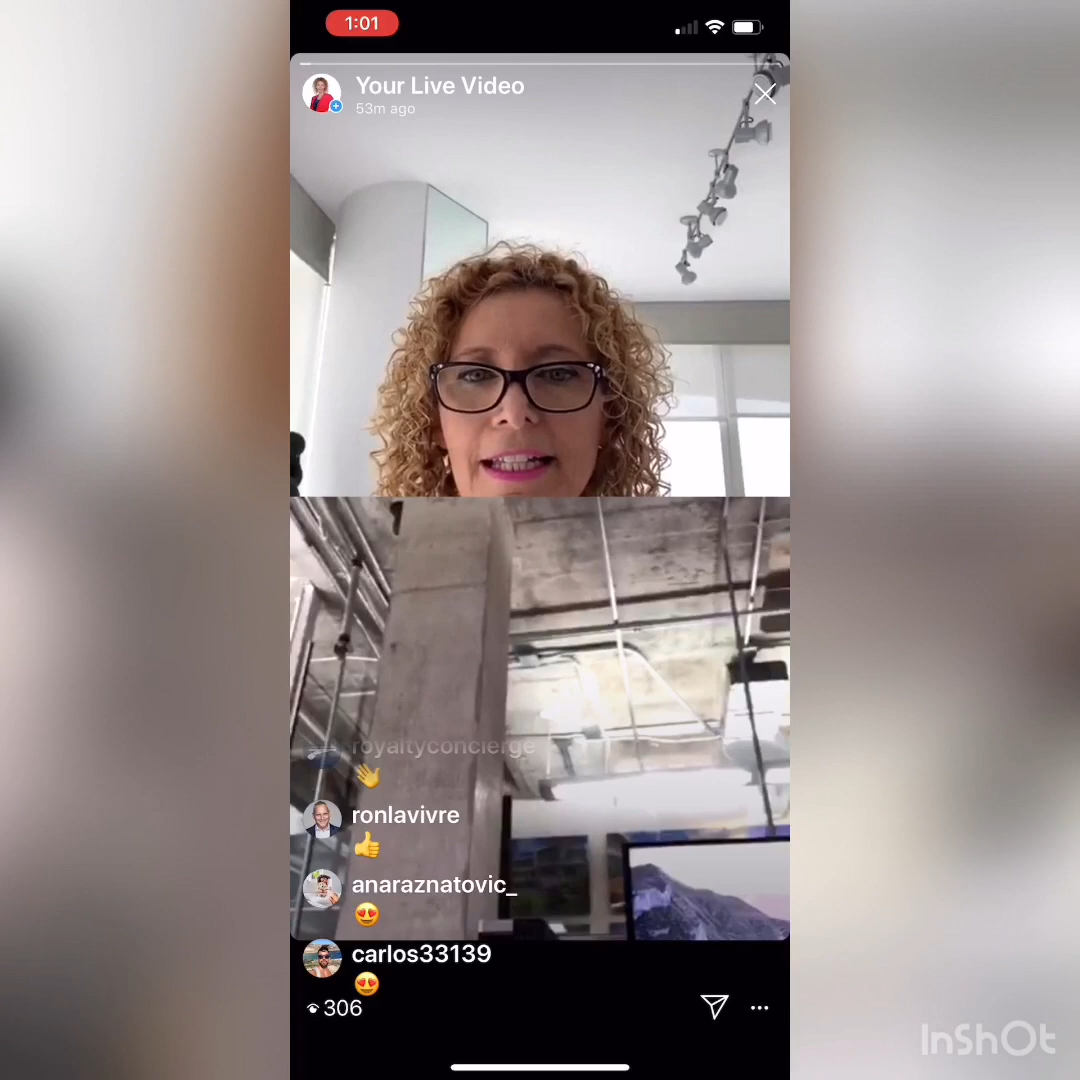 1:01
Your Live Video
53m ago
royaltyconcierge
👋
ronlavivre
👍
anaraznatovic_
😍
carlos33139
😍
306
InShOt